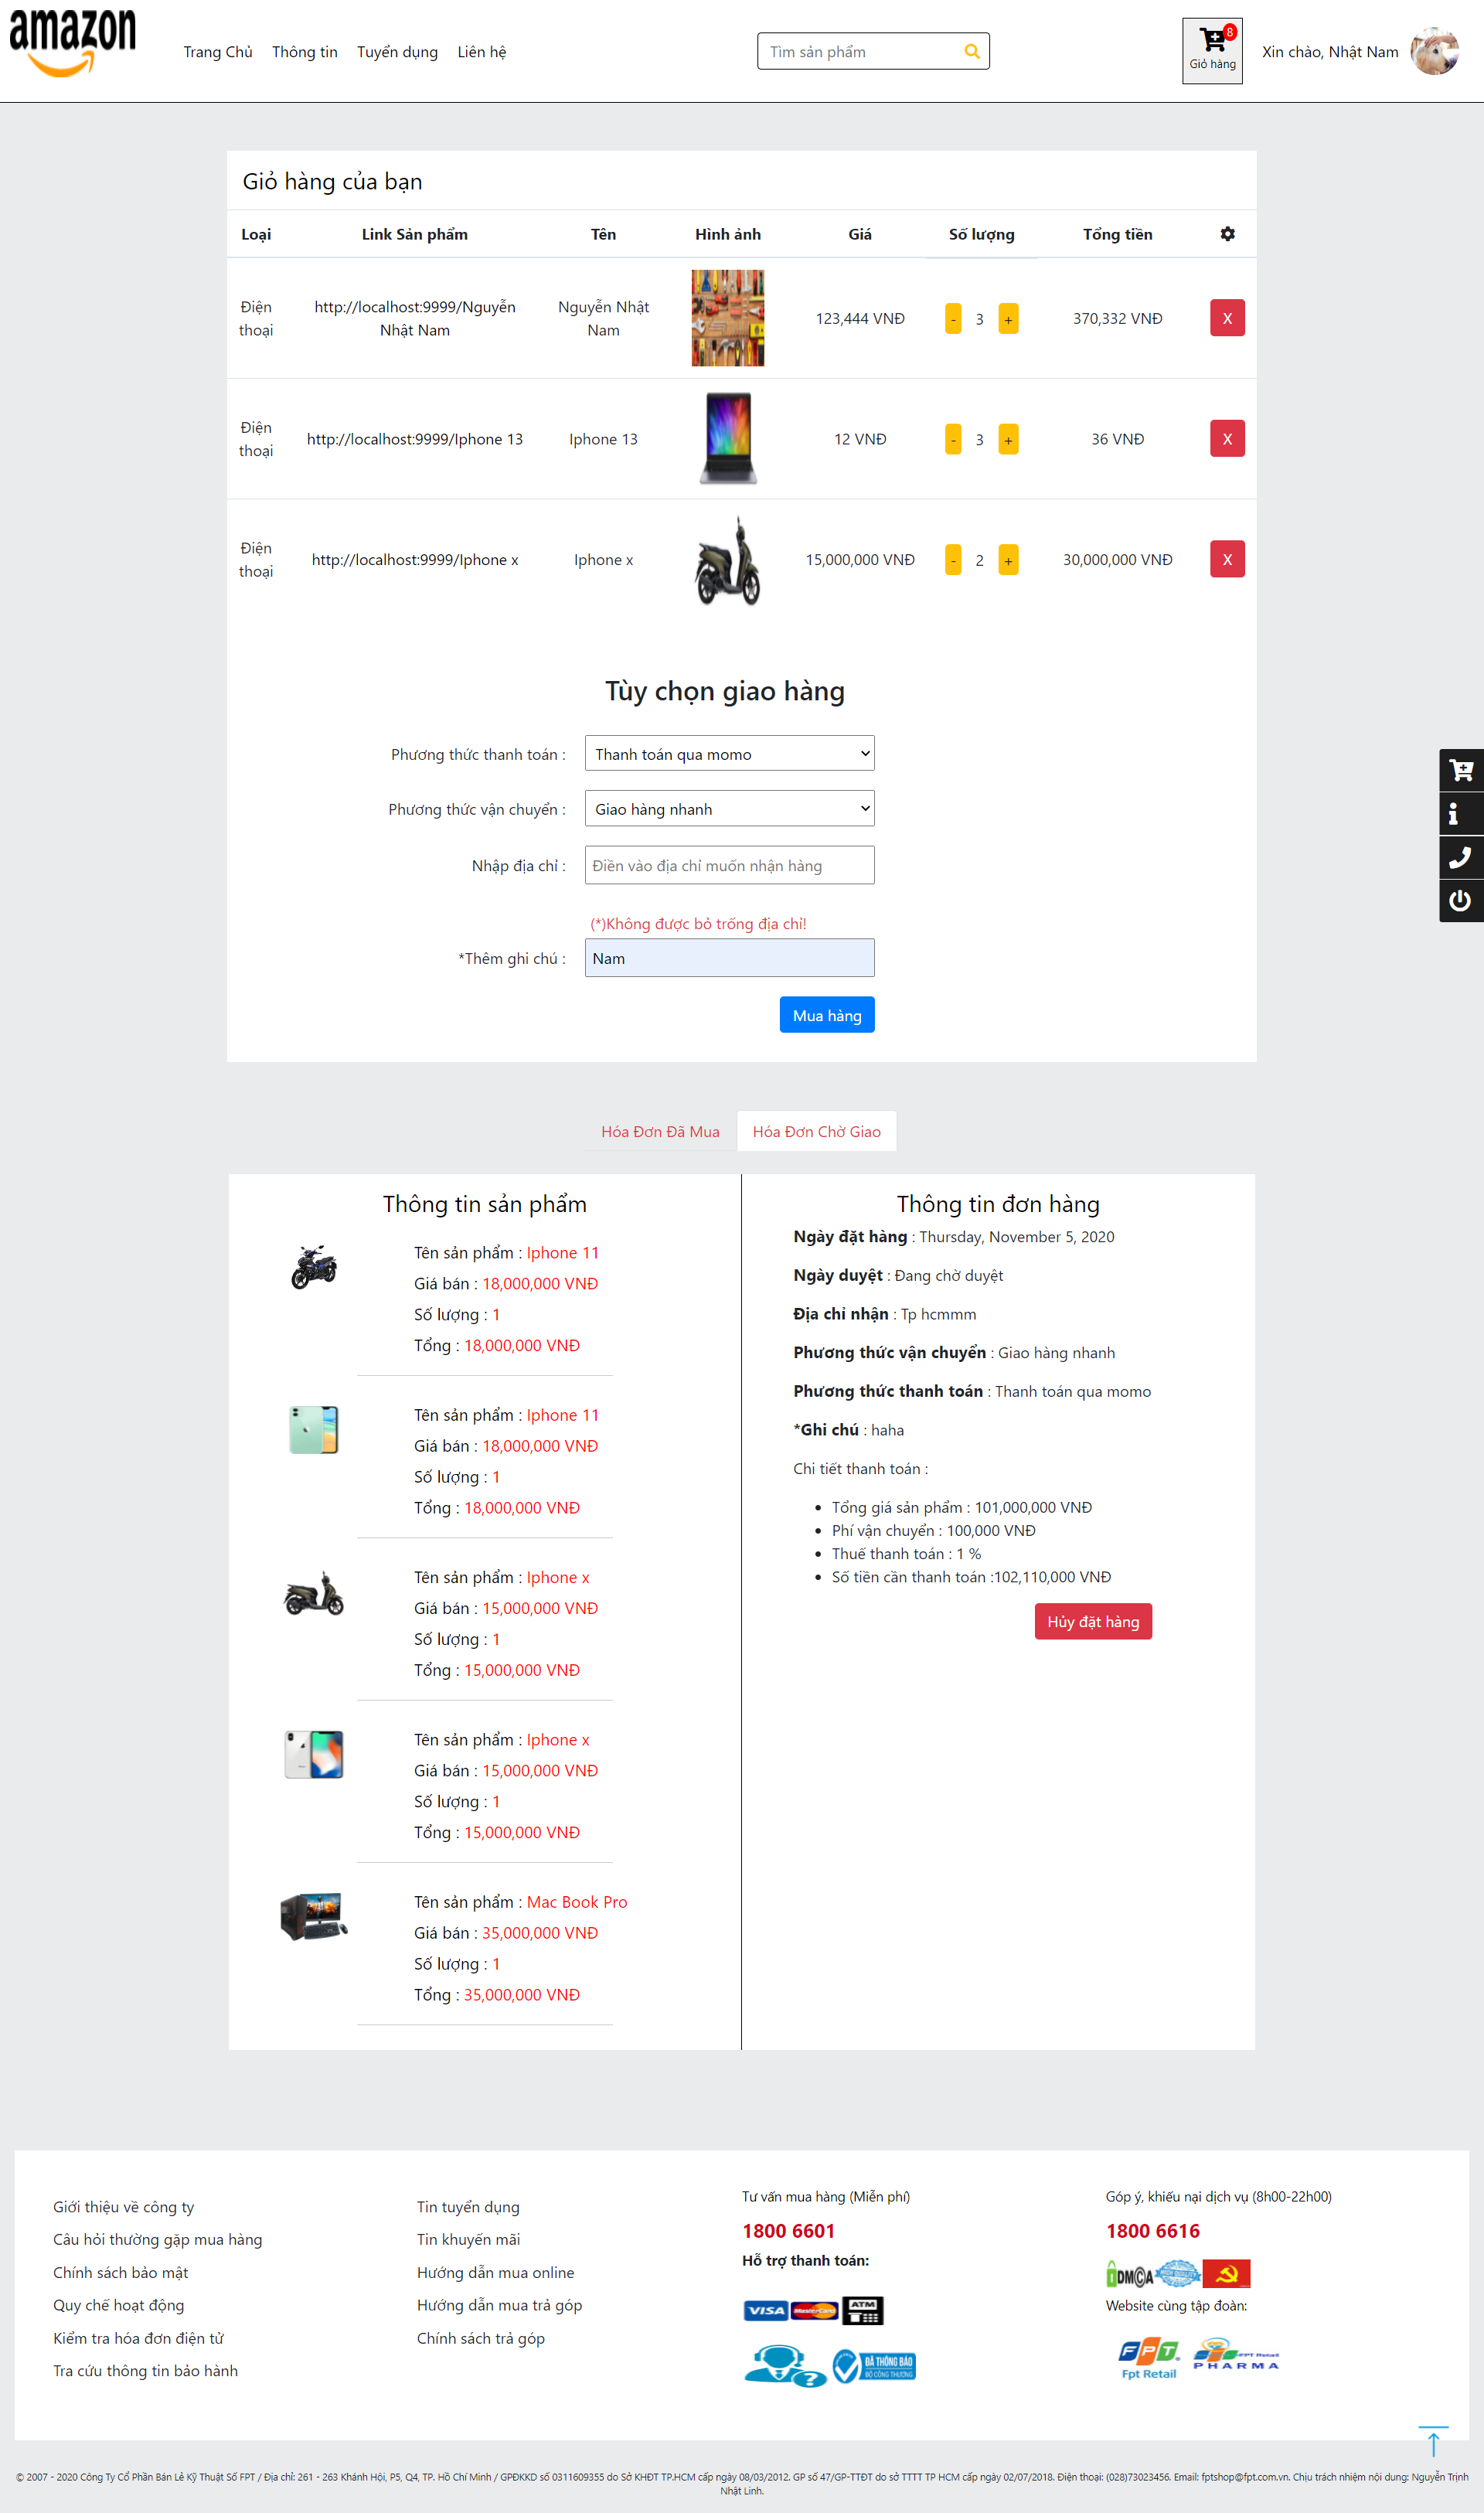 amazon
Trang Chủ Thông tin Tuyển dụng Liên hệ
Tìm sản phẩm
8
Giỏ hàng
Xin chào, Nhật Nam
Giỏ hàng của bạn
Loại Link Sản phẩm Tên Hình ảnh Giá Số lượng Tổng tiền
Điện thoại http://localhost:9999/Nguyễn Nhật Nam Nguyễn Nhật Nam 123,444 VNĐ - 3 + 370,332 VNĐ X
Điện thoại http://localhost:9999/Iphone 13 Iphone 13 12 VNĐ - 3 + 36 VNĐ X
Điện thoại http://localhost:9999/Iphone x Iphone x 15,000,000 VNĐ - 2 + 30,000,000 VNĐ X
Tùy chọn giao hàng
Phương thức thanh toán : Thanh toán qua momo
Phương thức vận chuyển : Giao hàng nhanh
Nhập địa chỉ : Điền vào địa chỉ muốn nhận hàng
(*)Không được bỏ trống địa chỉ!
*Thêm ghi chú : Nam
Mua hàng
Hóa Đơn Đã Mua Hóa Đơn Chờ Giao
Thông tin sản phẩm
Tên sản phẩm : Iphone 11
Giá bán : 18,000,000 VNĐ
Số lượng : 1
Tổng : 18,000,000 VNĐ
Tên sản phẩm : Iphone 11
Giá bán : 18,000,000 VNĐ
Số lượng : 1
Tổng : 18,000,000 VNĐ
Tên sản phẩm : Iphone x
Giá bán : 15,000,000 VNĐ
Số lượng : 1
Tổng : 15,000,000 VNĐ
Tên sản phẩm : Iphone x
Giá bán : 15,000,000 VNĐ
Số lượng : 1
Tổng : 15,000,000 VNĐ
Tên sản phẩm : Mac Book Pro
Giá bán : 35,000,000 VNĐ
Số lượng : 1
Tổng : 35,000,000 VNĐ
Thông tin đơn hàng
Ngày đặt hàng : Thursday, November 5, 2020
Ngày duyệt : Đang chờ duyệt
Địa chỉ nhận : Tp hcmmm
Phương thức vận chuyển : Giao hàng nhanh
Phương thức thanh toán : Thanh toán qua momo
*Ghi chú : haha
Chi tiết thanh toán :
Tổng giá sản phẩm : 101,000,000 VNĐ
Phí vận chuyển : 100,000 VNĐ
Thuế thanh toán : 1 %
Số tiền cần thanh toán :102,110,000 VNĐ
Hủy đặt hàng
Giới thiệu về công ty
Câu hỏi thường gặp mua hàng
Chính sách bảo mật
Quy chế hoạt động
Kiểm tra hóa đơn điện tử
Tra cứu thông tin bảo hành
Tin tuyển dụng
Tin khuyến mãi
Hướng dẫn mua online
Hướng dẫn mua trả góp
Chính sách trả góp
Tư vấn mua hàng (Miễn phí)
1800 6601
Hỗ trợ thanh toán:
VISA MasterCard ATM
? ĐÃ THÔNG BÁO
BỘ CÔNG THƯƠNG
Góp ý, khiếu nại dịch vụ (8h00-22h00)
1800 6616
DMCA
Website cùng tập đoàn:
FPT FPT Retail
Fpt Retail PHARMA
© 2007 - 2020 Công Ty Cổ Phần Bán Lẻ Kỹ Thuật Số FPT / Địa chỉ: 261 - 263 Khánh Hội, P5, Q4, TP. Hồ Chí Minh / GPĐKKD số 0311609355 do Sở KHĐT TP.HCM cấp ngày 08/03/2012. GP số 47/GP-TTĐT do sở TTTT TP HCM cấp ngày 02/07/2018. Điện thoại: (028)73023456. Email: fptshop@fpt.com.vn. Chịu trách nhiệm nội dung: Nguyễn Trịnh
Nhật Linh.